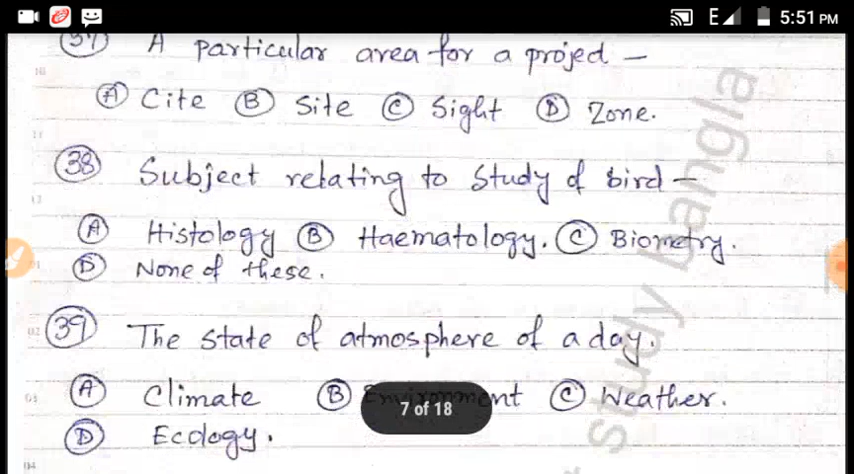 E 5:51 PM
37 A particular area for a projed —
A Cite B Site C Sight D Zone.
38 Subject relating to study of bird —
A Histology B Haematology. C Biometry.
D None of these.
39 The state of atmosphere of a day.
A Climate B Environment C Weather.
D Ecology.
7 of 18
study bangla